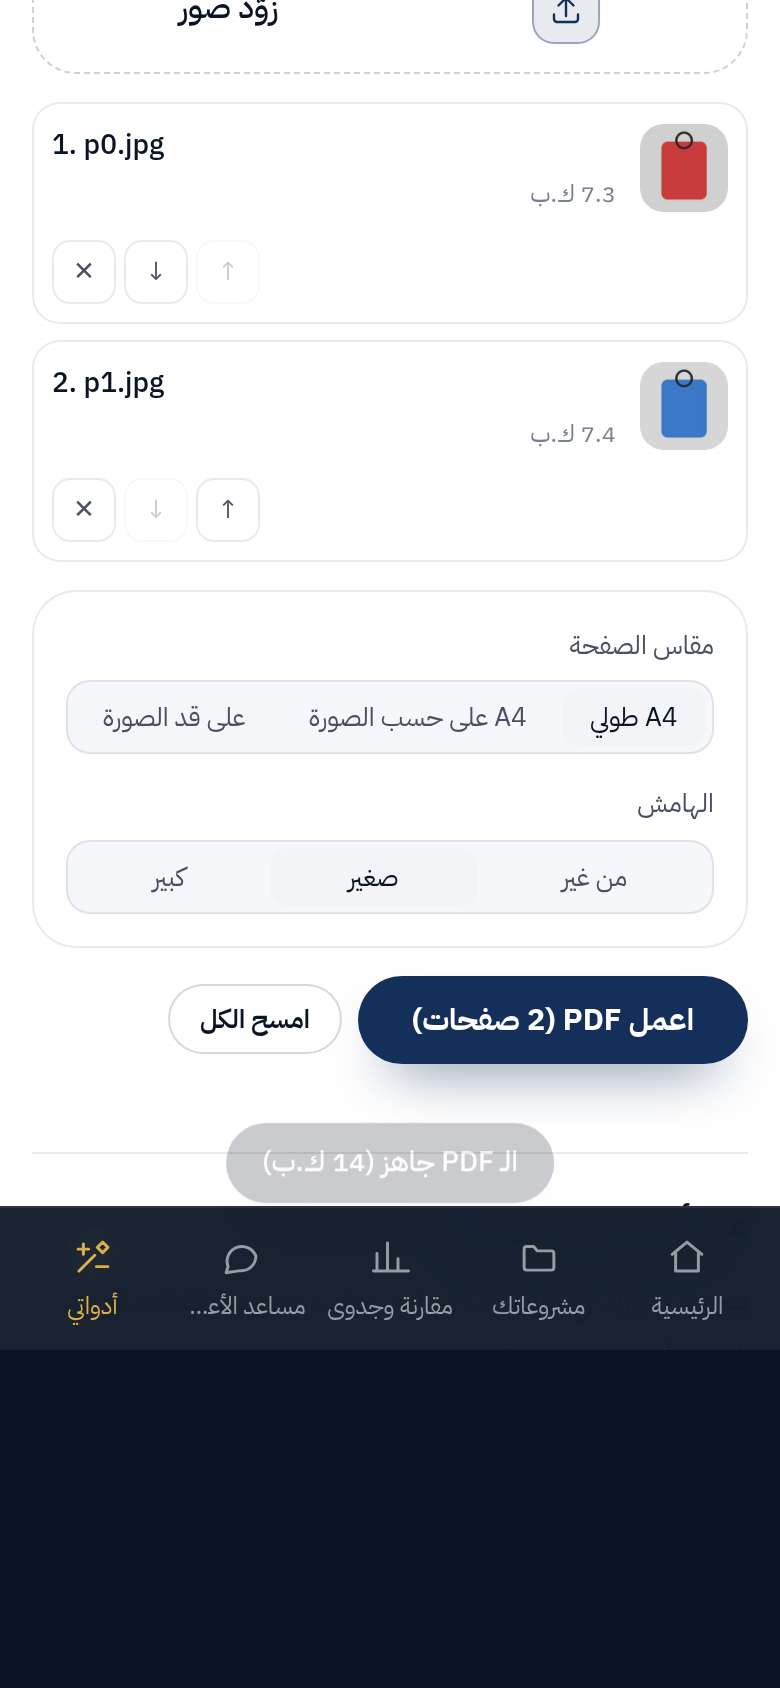 زوّد صور
1. p0.jpg
7.3 ك.ب
2. p1.jpg
7.4 ك.ب
مقاس الصفحة
A4 طولي
A4 على حسب الصورة
على قد الصورة
الهامش
من غير
صغير
كبير
اعمل PDF (2 صفحات)
امسح الكل
الـ PDF جاهز (14 ك.ب)
الرئيسية
مشروعاتك
مقارنة وجدوى
مساعد الأعـ...
أدواتي